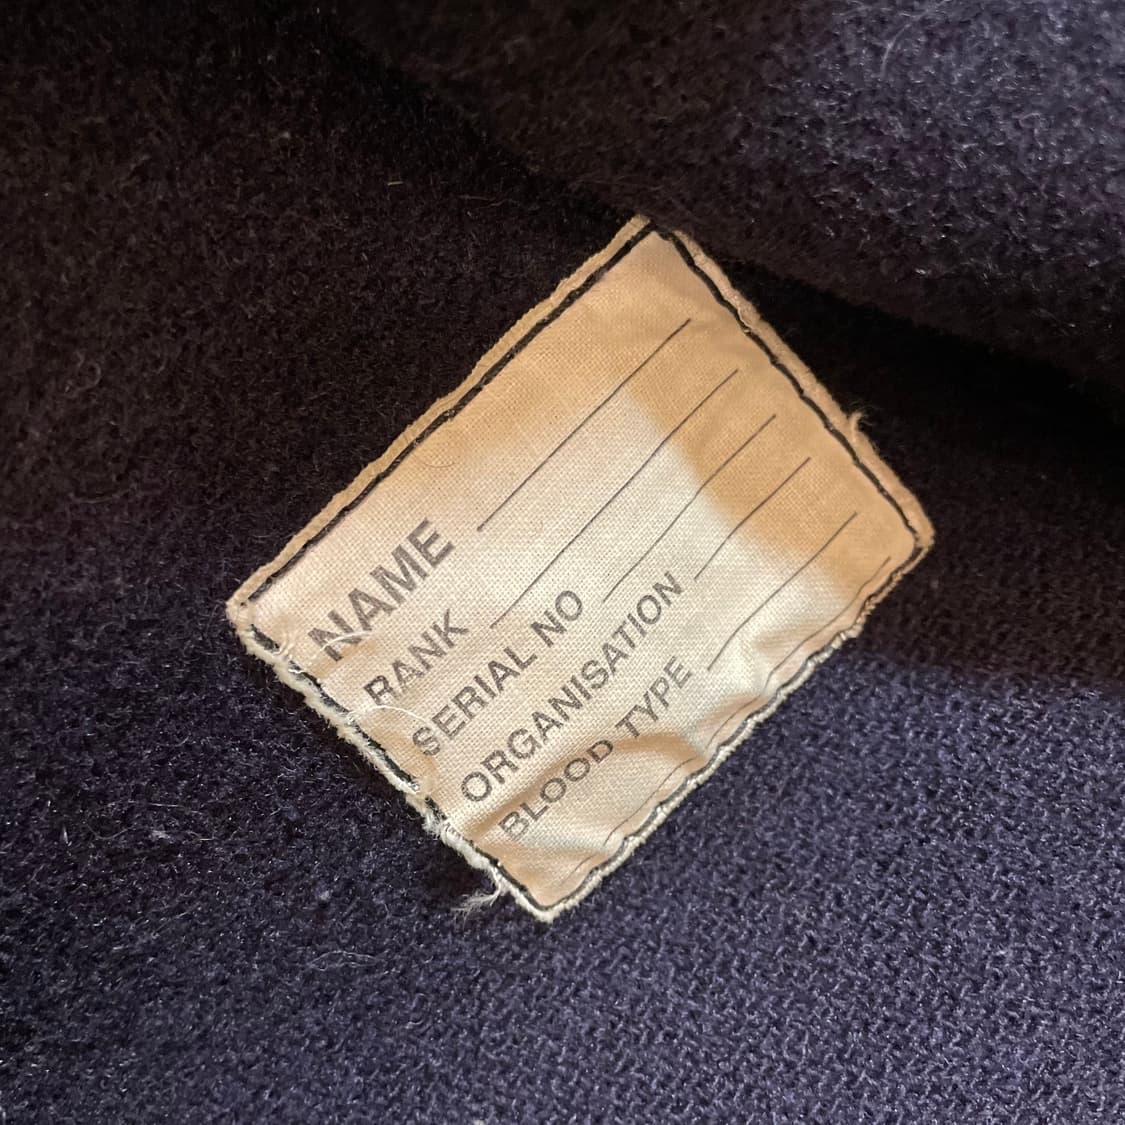 NAME
RANK
SERIAL NO
ORGANISATION
BLOOD TYPE